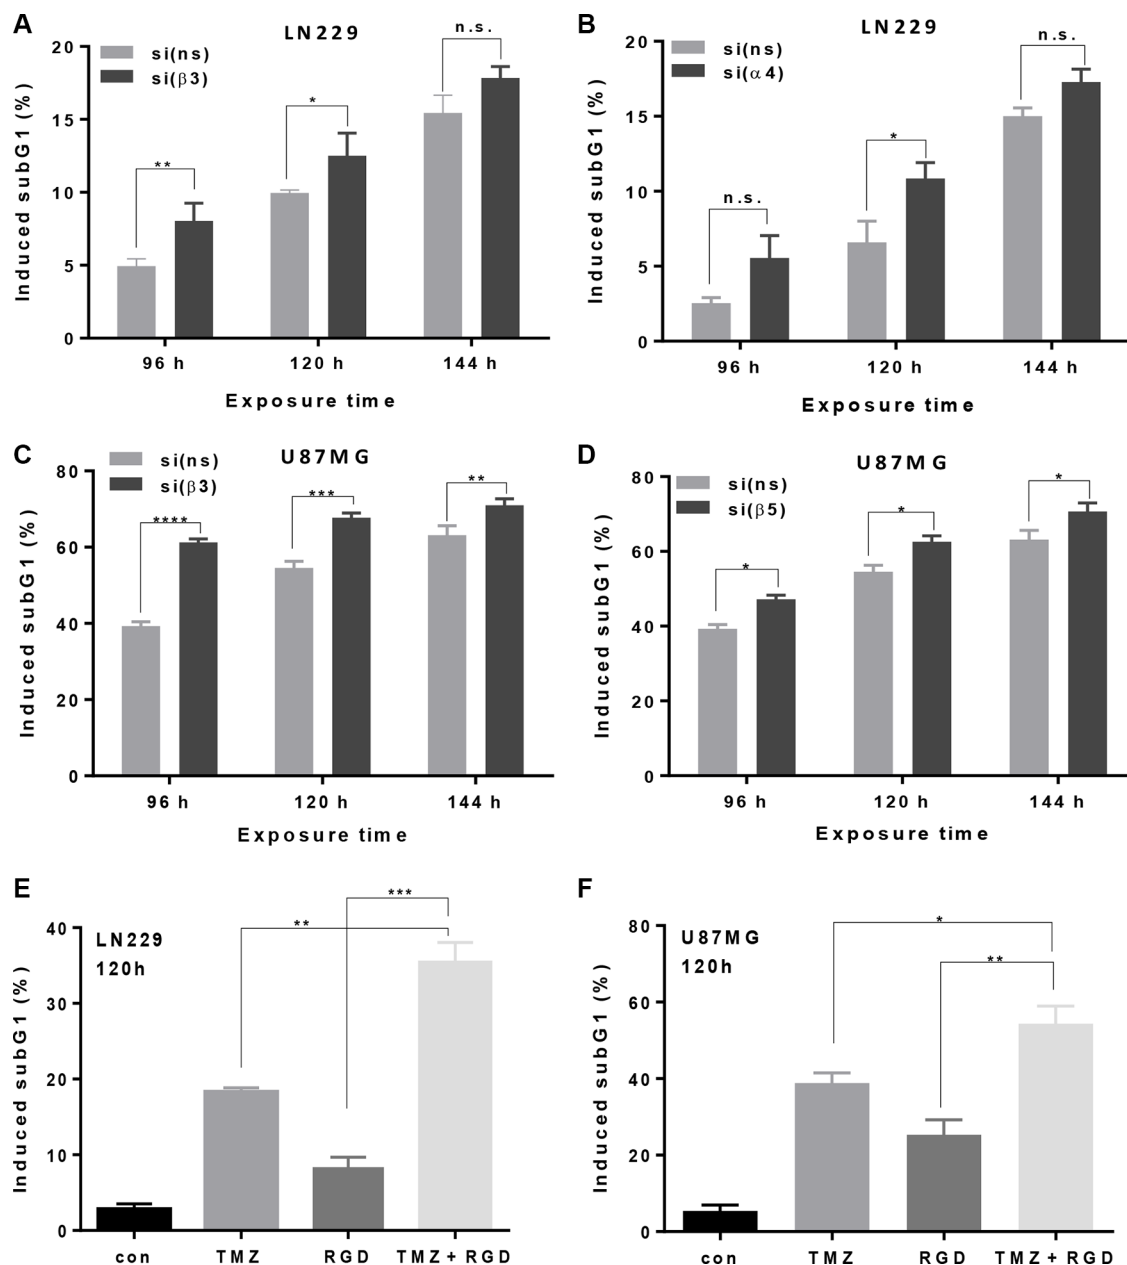 A
LN229
n.s.
20
si(ns)
si(β3)
*
15
**
10
5
0
Induced subG1 (%)
96 h 120 h 144 h
Exposure time
B
LN229
n.s.
20
si(ns)
si(α4)
15
*
n.s.
10
5
0
Induced subG1 (%)
96 h 120 h 144 h
Exposure time
C
U87MG
si(ns)
si(β3)
80
**
***
****
60
40
20
0
Induced subG1 (%)
96 h 120 h 144 h
Exposure time
D
U87MG
si(ns)
si(β5)
80
*
*
*
60
40
20
0
Induced subG1 (%)
96 h 120 h 144 h
Exposure time
E
***
**
40
LN229
120h
30
20
10
0
Induced subG1 (%)
con TMZ RGD TMZ + RGD
F
*
**
80
U87MG
120h
60
40
20
0
Induced subG1 (%)
con TMZ RGD TMZ + RGD